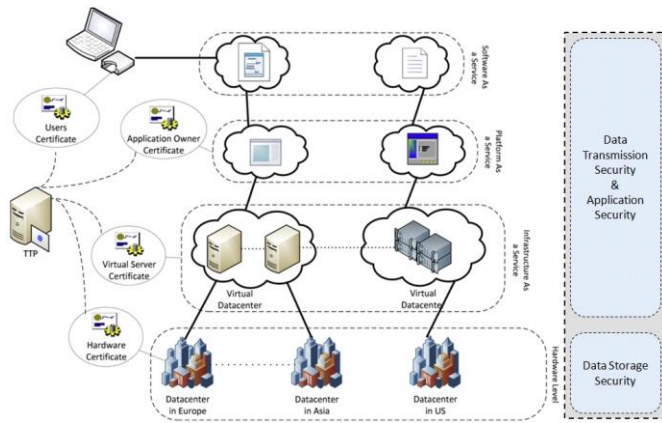 Software As
a Service
Users
Certificate
Application Owner
Certificate
Platform As
a Service
TTP
Virtual Server
Certificate
Virtual
Datacenter
Virtual
Datacenter
Infrastructure As
a Service
Hardware
Certificate
Datacenter
in Europe
Datacenter
in Asia
Datacenter
in US
Hardware Level
Data
Transmission
Security
&
Application
Security
Data Storage
Security